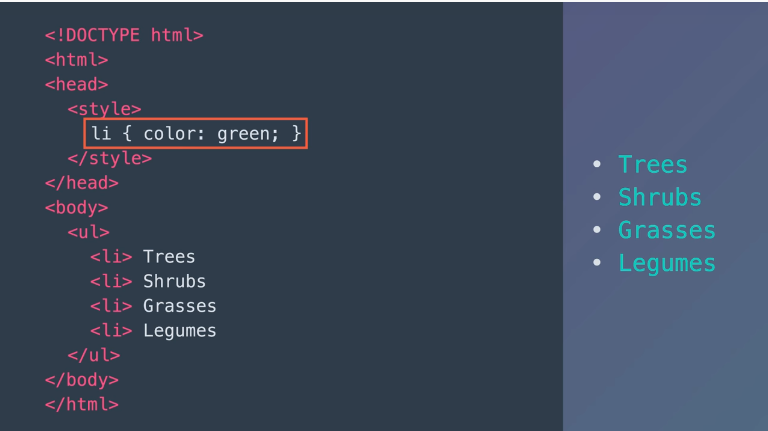 <!DOCTYPE html>
<html>
<head>
<style>
li { color: green; }
</style>
</head>
<body>
<ul>
<li> Trees
<li> Shrubs
<li> Grasses
<li> Legumes
</ul>
</body>
</html>
• Trees
• Shrubs
• Grasses
• Legumes